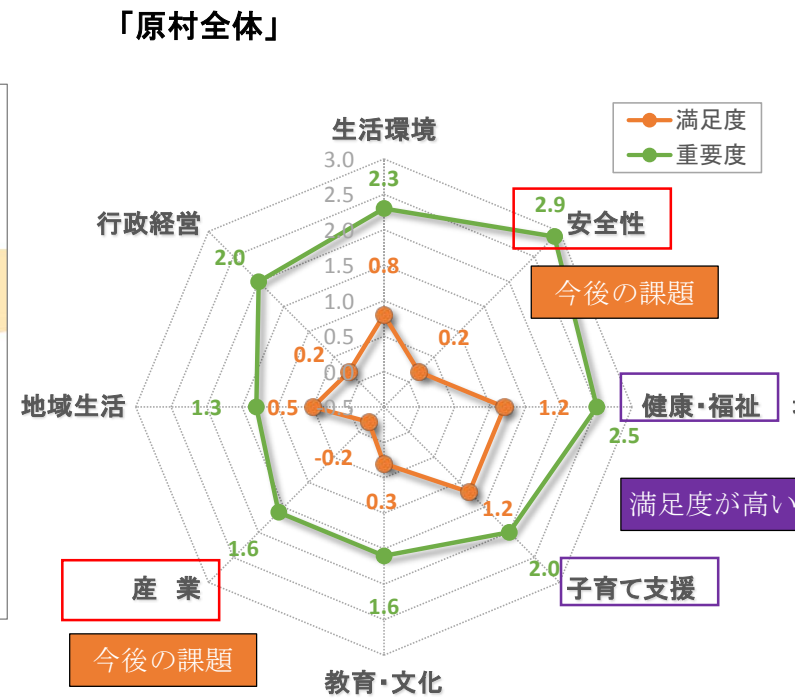 「原村全体」
満足度
重要度
生活環境
3.0
2.3
2.5
2.9
安全性
行政経営
2.0
2.0
1.5
0.8
今後の課題
1.0
0.5
0.2
0.2
0.0
地域生活
1.3
0.5
0.5
1.2
健康・福祉
2.5
-0.2
0.3
1.2
満足度が高い
1.6
2.0
産 業
1.6
子育て支援
今後の課題
教育・文化